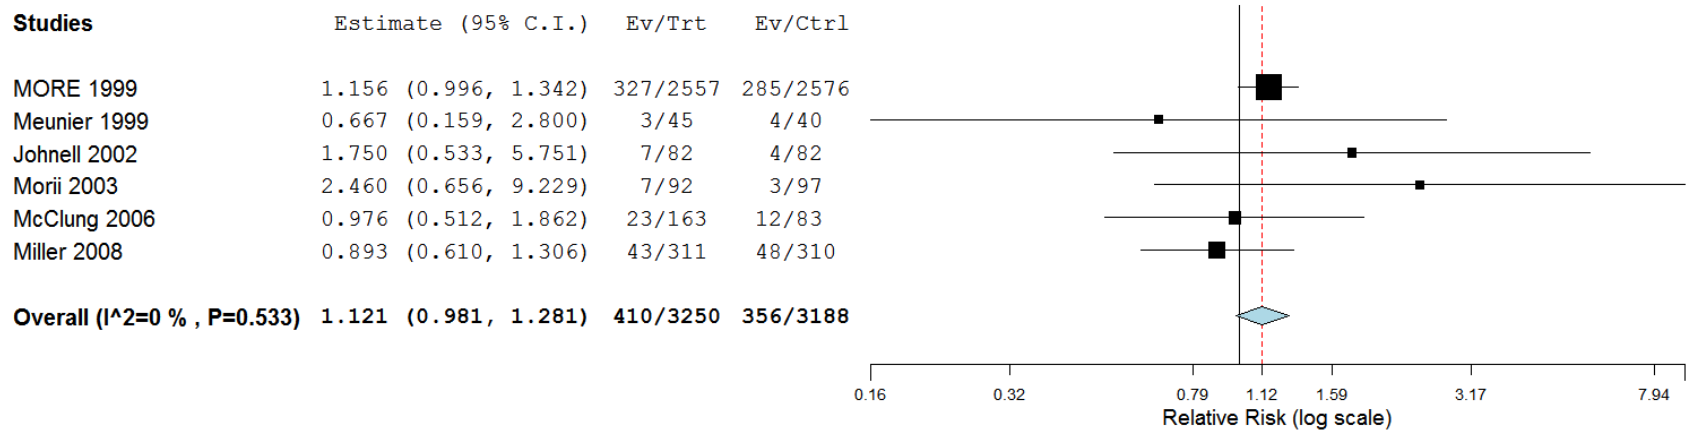 Studies Estimate (95% C.I.) Ev/Trt Ev/Ctrl
MORE 1999 1.156 (0.996, 1.342) 327/2557 285/2576
Meunier 1999 0.667 (0.159, 2.800) 3/45 4/40
Johnell 2002 1.750 (0.533, 5.751) 7/82 4/82
Morii 2003 2.460 (0.656, 9.229) 7/92 3/97
McClung 2006 0.976 (0.512, 1.862) 23/163 12/83
Miller 2008 0.893 (0.610, 1.306) 43/311 48/310
Overall (I^2=0 % , P=0.533) 1.121 (0.981, 1.281) 410/3250 356/3188
0.16 0.32 0.79 1.12 1.59 3.17 7.94
Relative Risk (log scale)